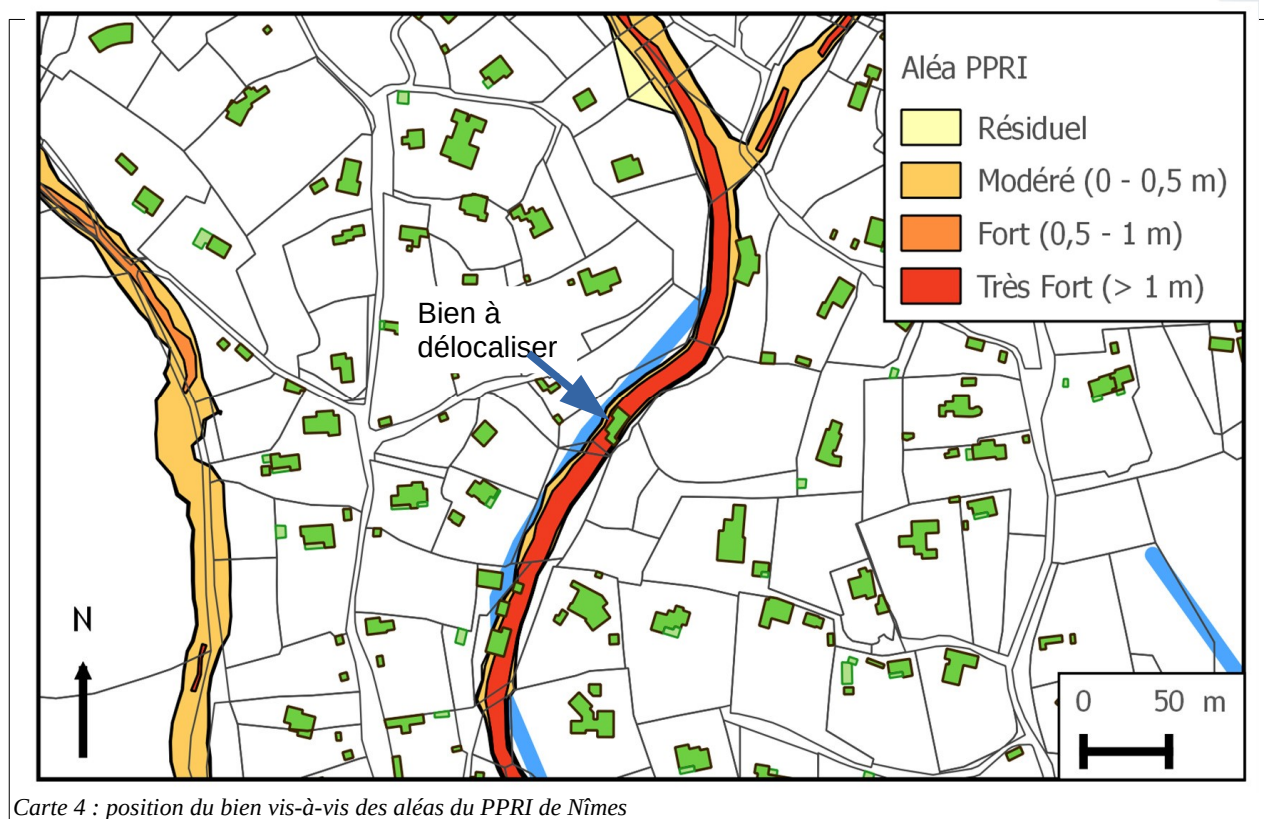 Aléa PPRI
Résiduel
Modéré (0 - 0,5 m)
Fort (0,5 - 1 m)
Très Fort (> 1 m)
Bien à
délocaliser
N
0 50 m
Carte 4 : position du bien vis-à-vis des aléas du PPRI de Nîmes